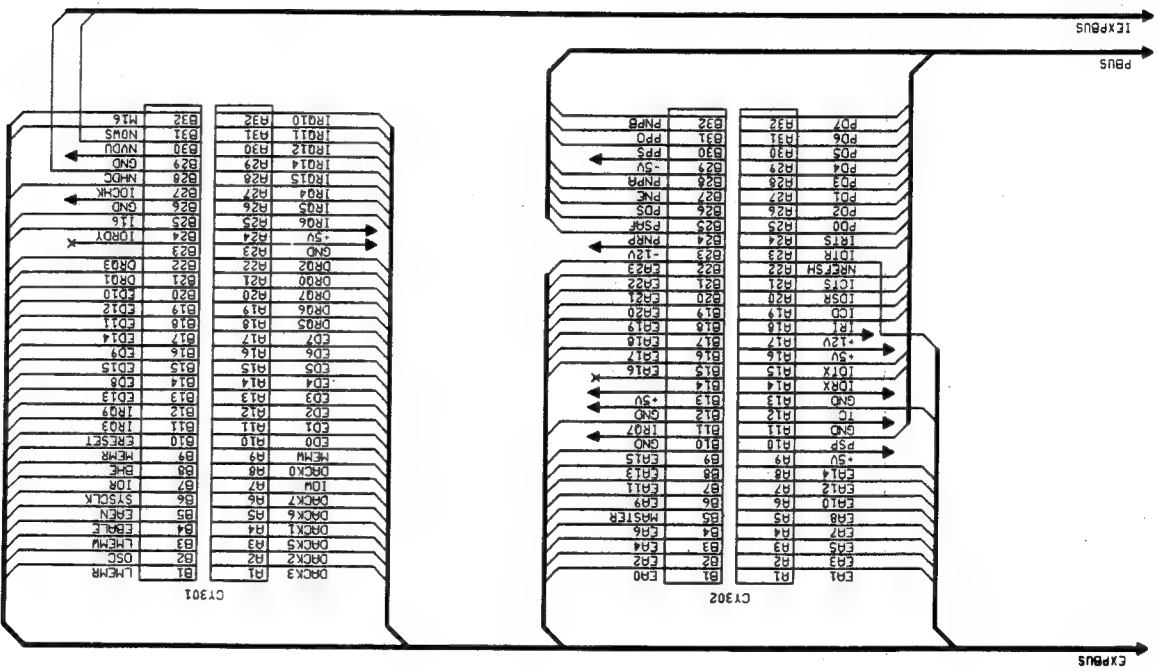 EXPBUS
CY302
EA1 A1 B1 EA0
EA3 A2 B2 EA2
EA5 A3 B3 EA4
EA7 A4 B4 EA6
EA8 A5 B5 MASTER
EA10 A6 B6 EA9
EA12 A7 B7 EA11
EA14 A8 B8 EA13
+5V A9 B9 EA15
PSP A10 B10 GND
GND A11 B11 IRQ7
TC A12 B12 GND
GND A13 B13 +5V
IDRX A14 B14
IDTX A15 B15 EA16
+5V A16 B16 EA17
+12V A17 B17 EA18
IRI A18 B18 EA19
ICD A19 B19 EA20
IDSR A20 B20 EA21
ICTS A21 B21 EA22
NREFSH A22 B22 EA23
IDTR A23 B23 -12V
IRTS A24 B24 PNRP
PD0 A25 B25 PSAF
PD2 A26 B26 PDS
PD1 A27 B27 PNE
PD3 A28 B28 PNPA
PD4 A29 B29 -5V
PD5 A30 B30 PPS
PD6 A31 B31 PPO
PD7 A32 B32 PNPB
CY301
DACK3 A1 B1 LMEMR
DACK2 A2 B2 OSC
DACK5 A3 B3 LMEMW
DACK1 A4 B4 EBALE
DACK6 A5 B5 EAEN
DACK7 A6 B6 SYSCLK
IOW A7 B7 IOR
DACK0 A8 B8 BHE
MEMW A9 B9 MEMR
ED0 A10 B10 ERESET
ED1 A11 B11 IRQ3
ED2 A12 B12 IRQ9
ED3 A13 B13 ED13
ED4 A14 B14 ED8
ED5 A15 B15 ED15
ED6 A16 B16 ED9
ED7 A17 B17 ED14
DRQ5 A18 B18 ED11
DRQ6 A19 B19 ED12
DRQ7 A20 B20 ED10
DRQ0 A21 B21 DRQ1
DRQ2 A22 B22 DRQ3
GND A23 B23
+5V A24 B24 IORDY
IRQ6 A25 B25 I16
IRQ5 A26 B26 GND
IRQ4 A27 B27 IOCHK
IRQ15 A28 B28 NHDC
IRQ14 A29 B29 GND
IRQ12 A30 B30 NVDU
IRQ11 A31 B31 NOWS
IRQ10 A32 B32 M16
PBUS
IEXPBUS